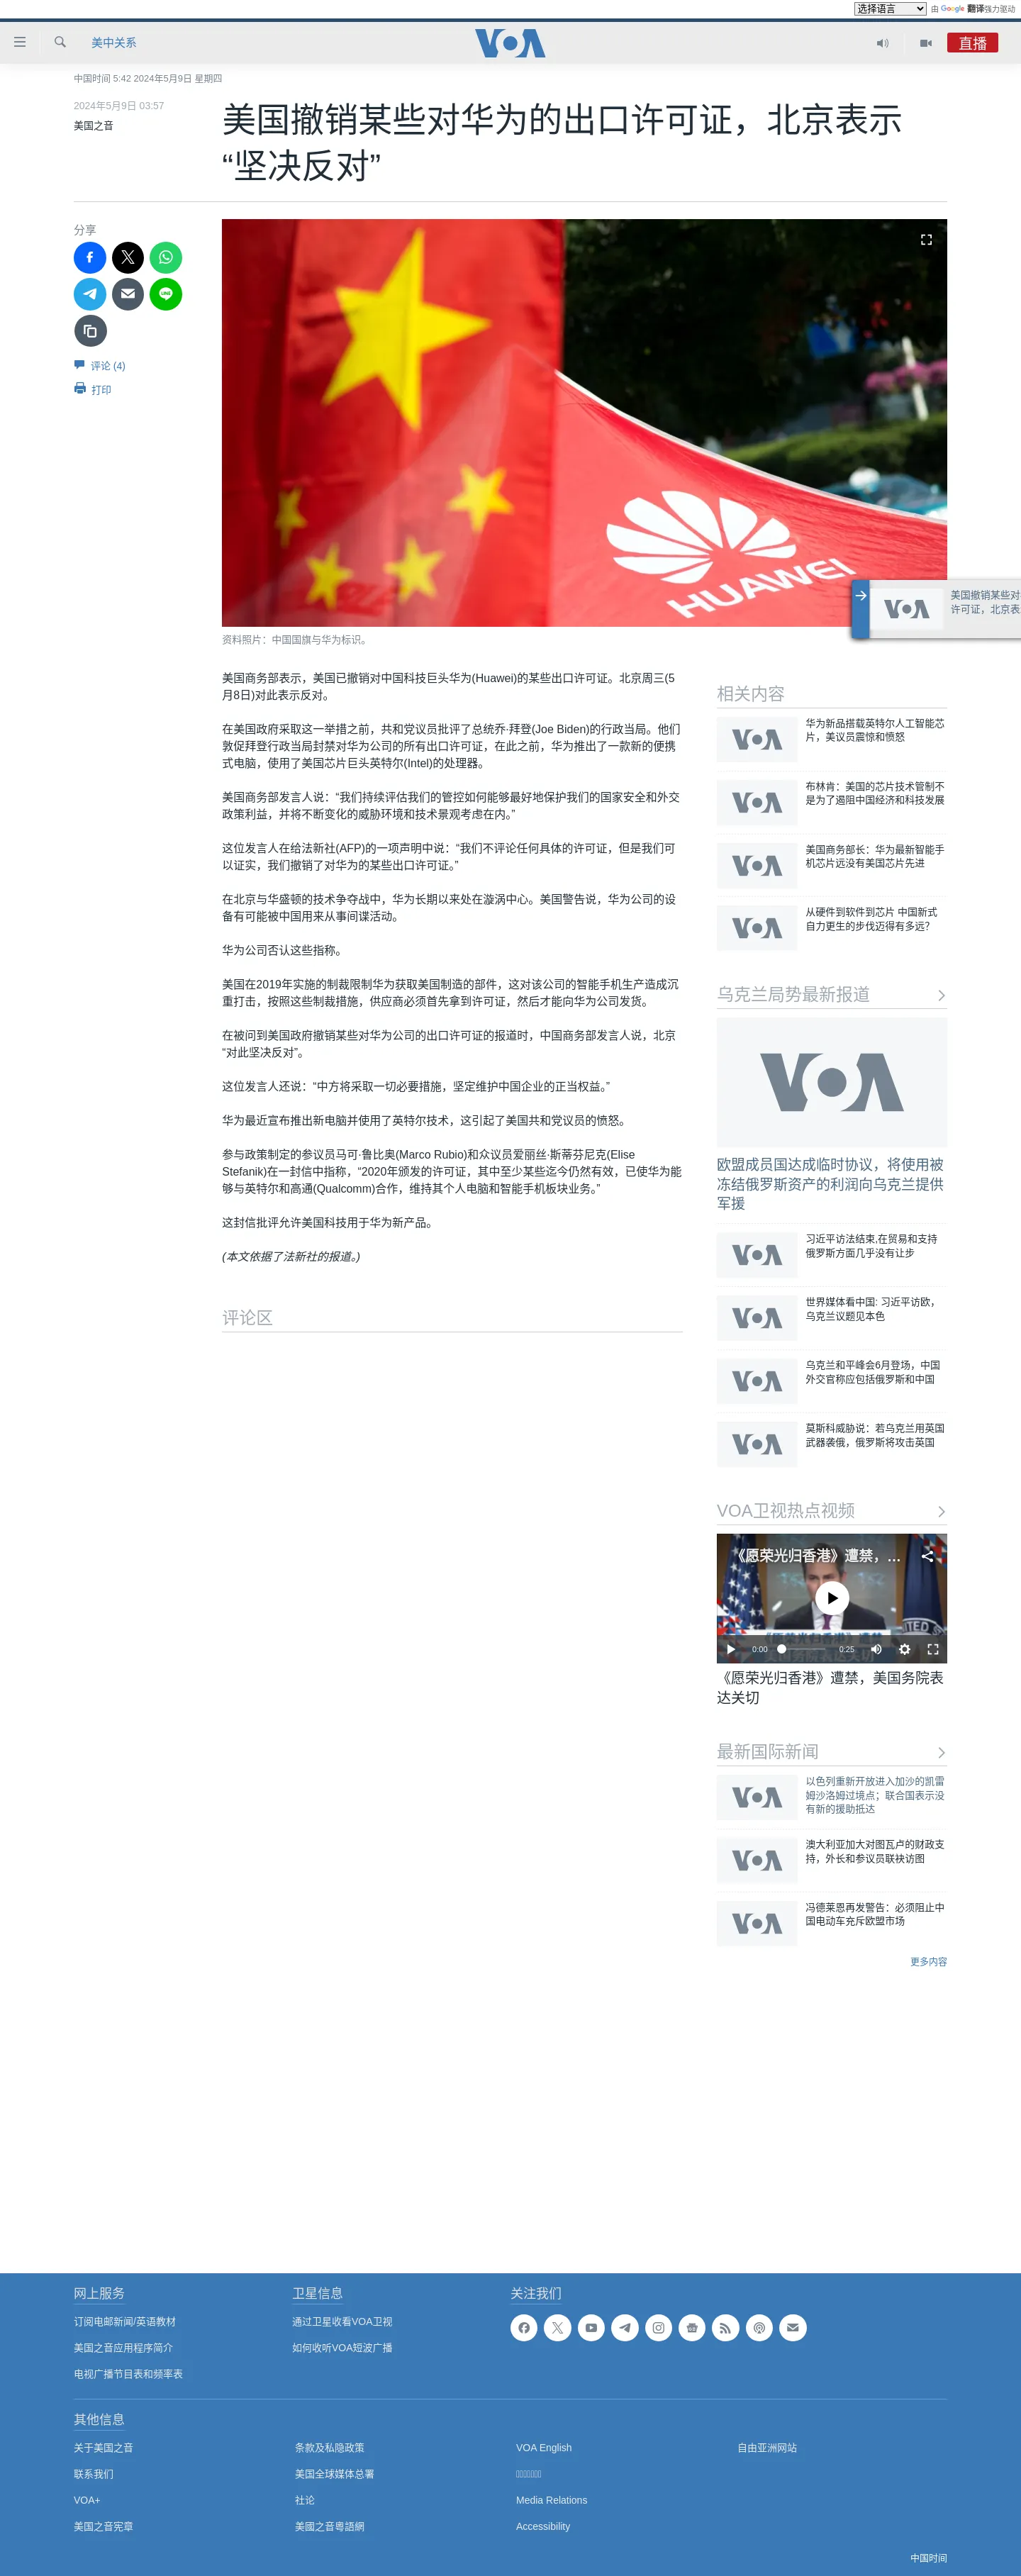 选择语言 由 Google 翻译强力驱动
美中关系
VOA
直播
中国时间 5:42 2024年5月9日 星期四
2024年5月9日 03:57
美国之音
美国撤销某些对华为的出口许可证，北京表示
“坚决反对”
分享
评论 (4)
打印
HUAWEI
资料照片：中国国旗与华为标识。
VOA
美国撤销某些对
许可证，北京表
美国商务部表示，美国已撤销对中国科技巨头华为(Huawei)的某些出口许可证。北京周三(5
月8日)对此表示反对。
在美国政府采取这一举措之前，共和党议员批评了总统乔·拜登(Joe Biden)的行政当局。他们
敦促拜登行政当局封禁对华为公司的所有出口许可证，在此之前，华为推出了一款新的便携
式电脑，使用了美国芯片巨头英特尔(Intel)的处理器。
美国商务部发言人说：“我们持续评估我们的管控如何能够最好地保护我们的国家安全和外交
政策利益，并将不断变化的威胁环境和技术景观考虑在内。”
这位发言人在给法新社(AFP)的一项声明中说：“我们不评论任何具体的许可证，但是我们可
以证实，我们撤销了对华为的某些出口许可证。”
在北京与华盛顿的技术争夺战中，华为长期以来处在漩涡中心。美国警告说，华为公司的设
备有可能被中国用来从事间谍活动。
华为公司否认这些指称。
美国在2019年实施的制裁限制华为获取美国制造的部件，这对该公司的智能手机生产造成沉
重打击，按照这些制裁措施，供应商必须首先拿到许可证，然后才能向华为公司发货。
在被问到美国政府撤销某些对华为公司的出口许可证的报道时，中国商务部发言人说，北京
“对此坚决反对”。
这位发言人还说：“中方将采取一切必要措施，坚定维护中国企业的正当权益。”
华为最近宣布推出新电脑并使用了英特尔技术，这引起了美国共和党议员的愤怒。
参与政策制定的参议员马可·鲁比奥(Marco Rubio)和众议员爱丽丝·斯蒂芬尼克(Elise
Stefanik)在一封信中指称，“2020年颁发的许可证，其中至少某些迄今仍然有效，已使华为能
够与英特尔和高通(Qualcomm)合作，维持其个人电脑和智能手机板块业务。”
这封信批评允许美国科技用于华为新产品。
(本文依据了法新社的报道。)
评论区
相关内容
VOA
华为新品搭载英特尔人工智能芯
片，美议员震惊和愤怒
VOA
布林肯：美国的芯片技术管制不
是为了遏阻中国经济和科技发展
VOA
美国商务部长：华为最新智能手
机芯片远没有美国芯片先进
VOA
从硬件到软件到芯片 中国新式
自力更生的步伐迈得有多远？
乌克兰局势最新报道
VOA
欧盟成员国达成临时协议，将使用被
冻结俄罗斯资产的利润向乌克兰提供
军援
VOA
习近平访法结束,在贸易和支持
俄罗斯方面几乎没有让步
VOA
世界媒体看中国: 习近平访欧，
乌克兰议题见本色
VOA
乌克兰和平峰会6月登场，中国
外交官称应包括俄罗斯和中国
VOA
莫斯科威胁说：若乌克兰用英国
武器袭俄，俄罗斯将攻击英国
VOA卫视热点视频
《愿荣光归香港》遭禁，...
0:00 0:25
《愿荣光归香港》遭禁，美国务院表
达关切
最新国际新闻
VOA
以色列重新开放进入加沙的凯雷
姆沙洛姆过境点；联合国表示没
有新的援助抵达
VOA
澳大利亚加大对图瓦卢的财政支
持，外长和参议员联袂访图
VOA
冯德莱恩再发警告：必须阻止中
国电动车充斥欧盟市场
更多内容
网上服务
订阅电邮新闻/英语教材
美国之音应用程序简介
电视广播节目表和频率表
卫星信息
通过卫星收看VOA卫视
如何收听VOA短波广播
关注我们
其他信息
关于美国之音
联系我们
VOA+
美国之音宪章
条款及私隐政策
美国全球媒体总署
社论
美國之音粵語網
VOA English
Media Relations
Accessibility
自由亚洲网站
中国时间